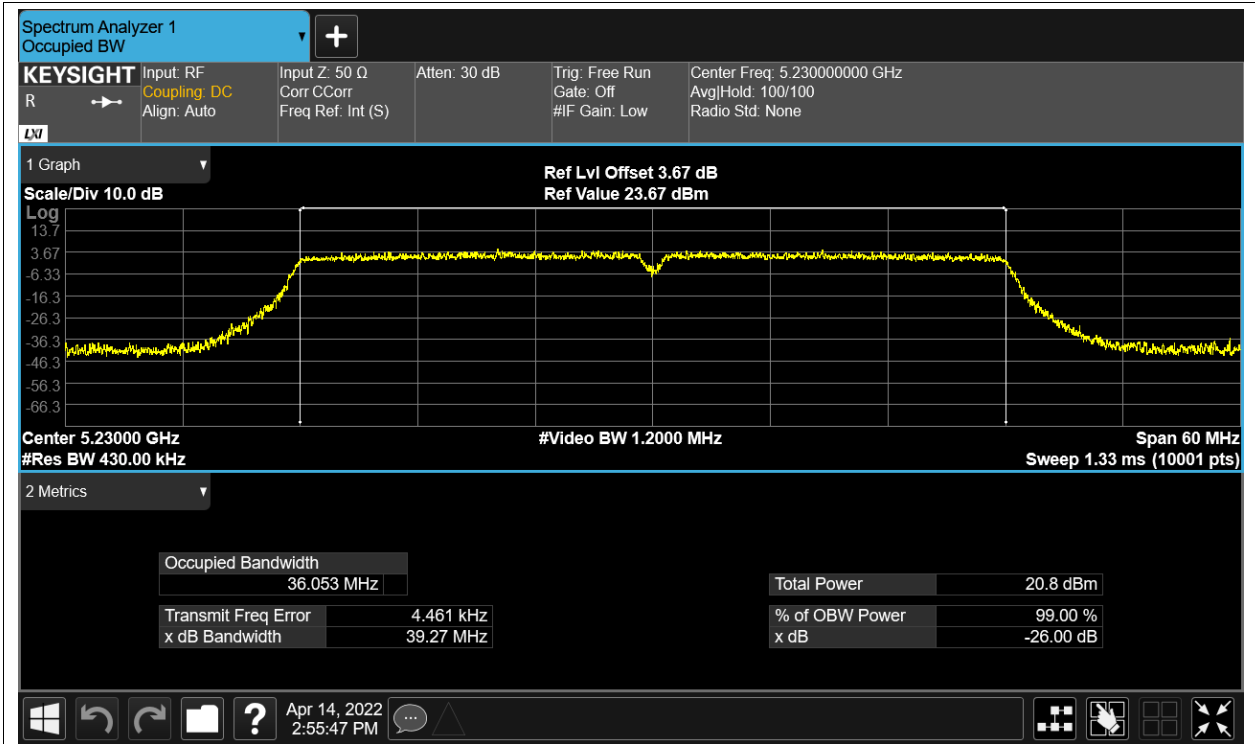 Spectrum Analyzer 1
Occupied BW
KEYSIGHT
R
LXI
Input: RF
Coupling: DC
Align: Auto
Input Z: 50 Ω
Corr CCorr
Freq Ref: Int (S)
Atten: 30 dB
Trig: Free Run
Gate: Off
#IF Gain: Low
Center Freq: 5.230000000 GHz
Avg|Hold: 100/100
Radio Std: None
1 Graph
Scale/Div 10.0 dB
Ref Lvl Offset 3.67 dB
Ref Value 23.67 dBm
Log
13.7
3.67
-6.33
-16.3
-26.3
-36.3
-46.3
-56.3
-66.3
Center 5.23000 GHz
#Video BW 1.2000 MHz
Span 60 MHz
#Res BW 430.00 kHz
Sweep 1.33 ms (10001 pts)
2 Metrics
Occupied Bandwidth
36.053 MHz
Transmit Freq Error 4.461 kHz
x dB Bandwidth 39.27 MHz
Total Power 20.8 dBm
% of OBW Power 99.00 %
x dB -26.00 dB
?
Apr 14, 2022
2:55:47 PM